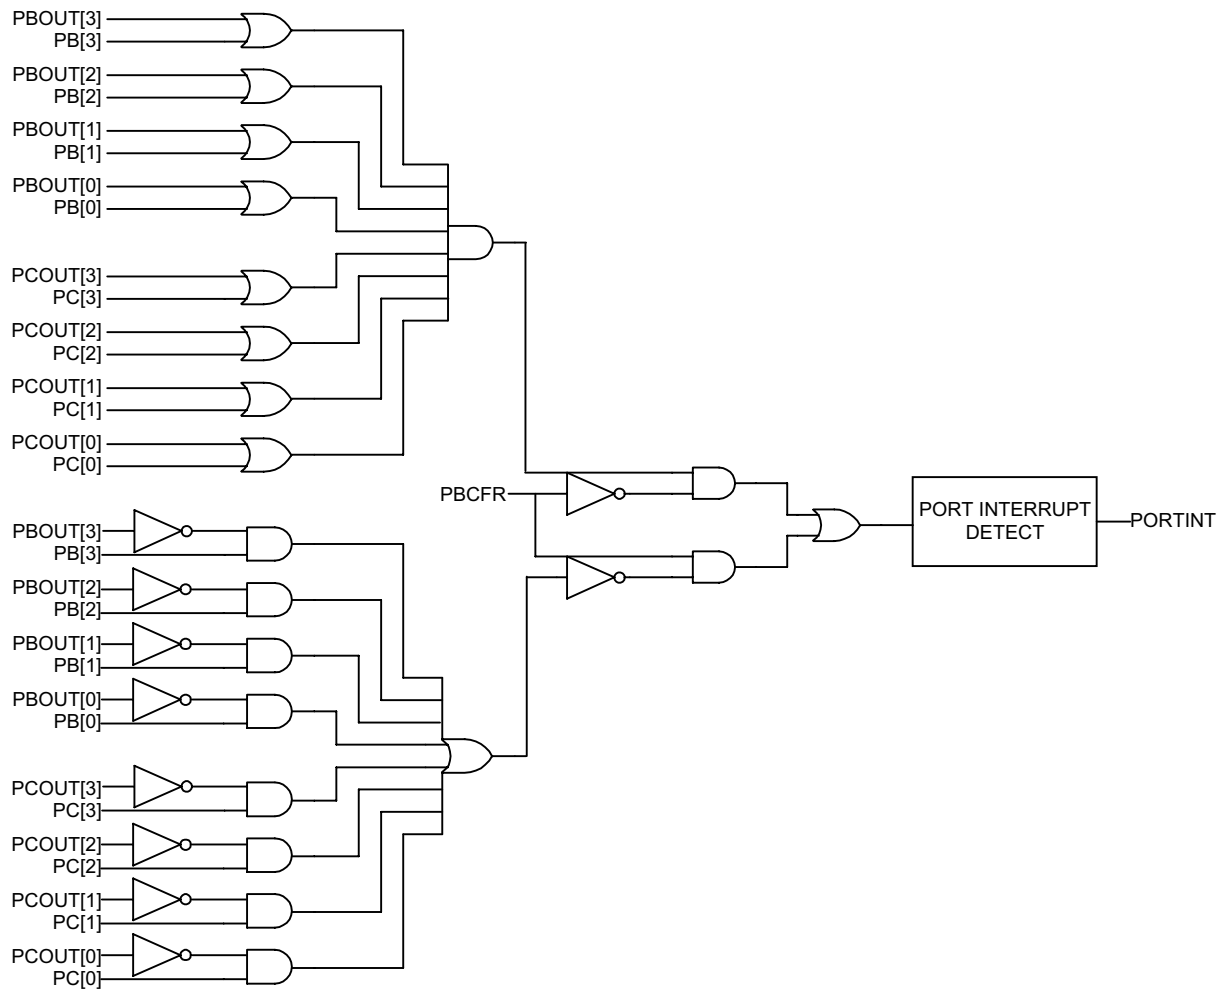 PBOUT[3]
PB[3]
PBOUT[2]
PB[2]
PBOUT[1]
PB[1]
PBOUT[0]
PB[0]
PCOUT[3]
PC[3]
PCOUT[2]
PC[2]
PCOUT[1]
PC[1]
PCOUT[0]
PC[0]
PBCFR
PORT INTERRUPT
DETECT
PORTINT
PBOUT[3]
PB[3]
PBOUT[2]
PB[2]
PBOUT[1]
PB[1]
PBOUT[0]
PB[0]
PCOUT[3]
PC[3]
PCOUT[2]
PC[2]
PCOUT[1]
PC[1]
PCOUT[0]
PC[0]